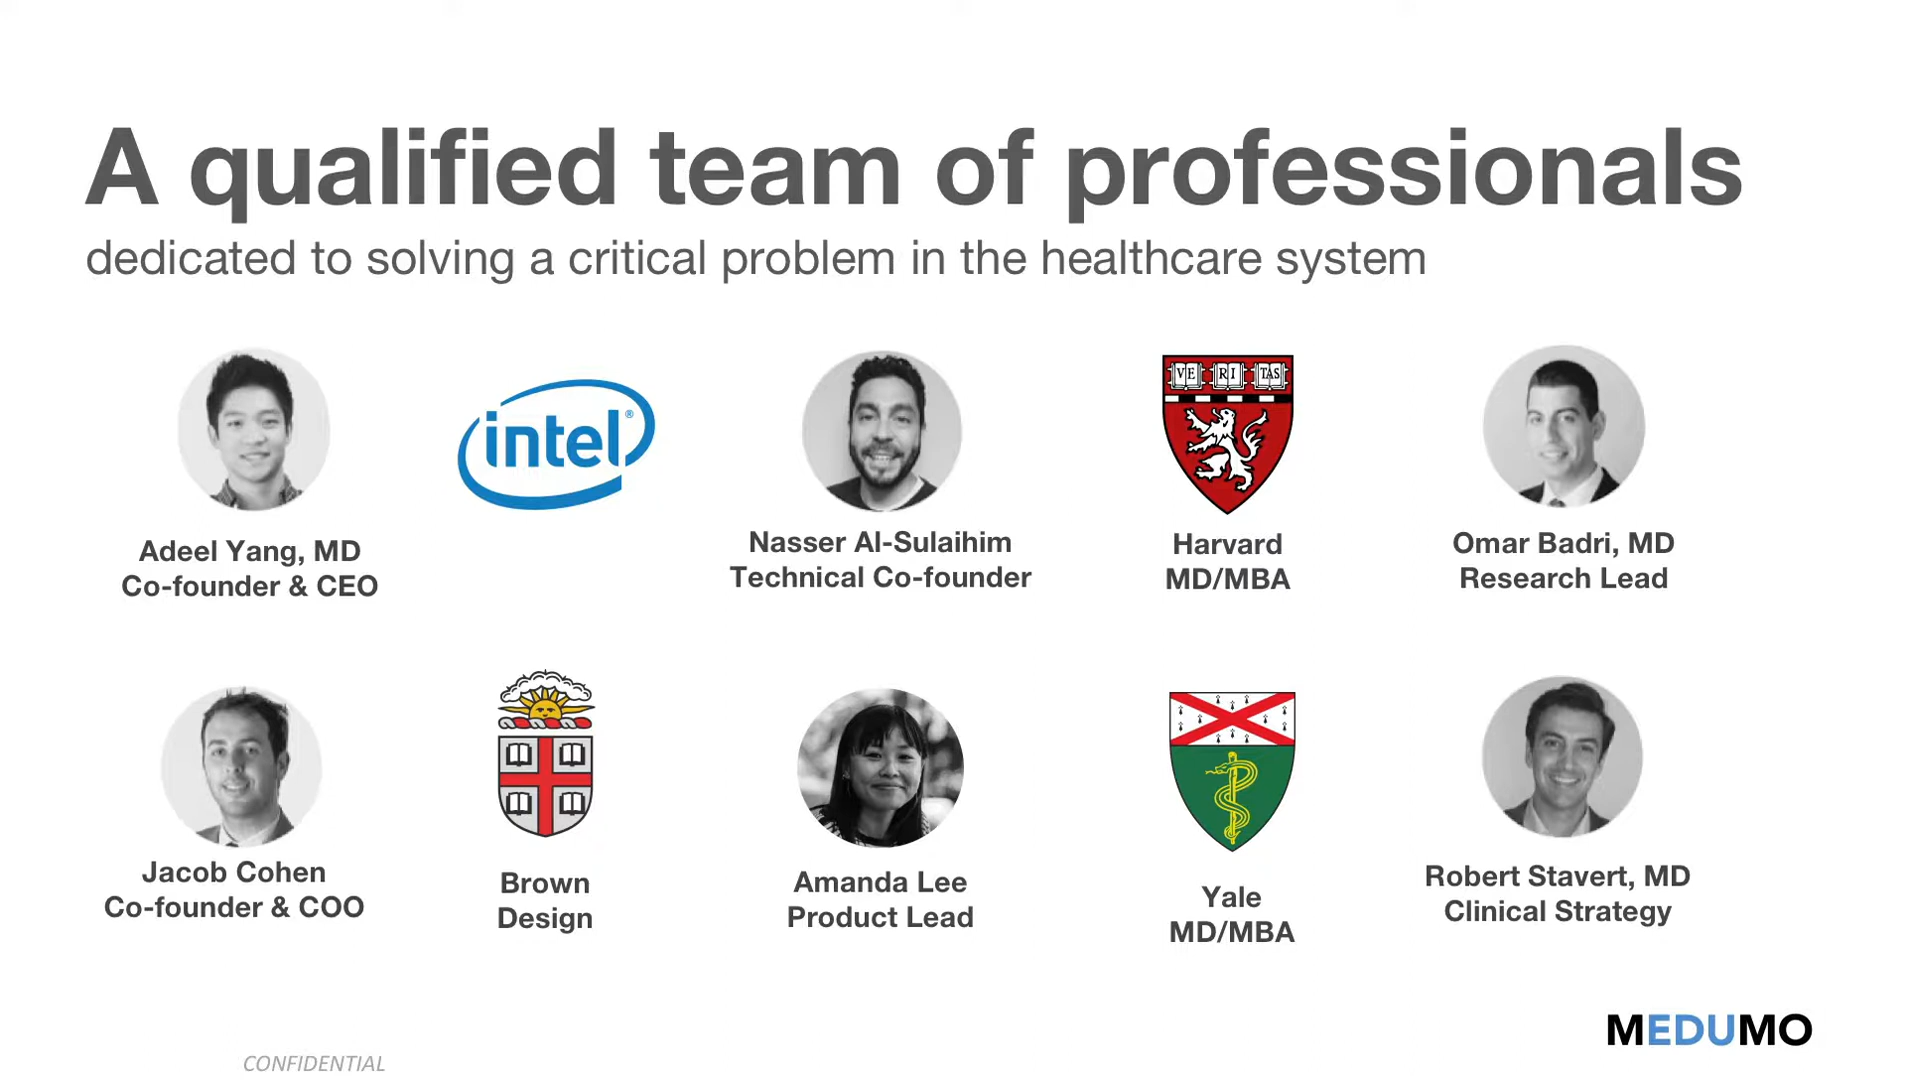 A qualified team of professionals
dedicated to solving a critical problem in the healthcare system
intel®
VE RI TAS
Adeel Yang, MD
Co-founder & CEO
Nasser Al-Sulaihim
Technical Co-founder
Harvard
MD/MBA
Omar Badri, MD
Research Lead
Jacob Cohen
Co-founder & COO
Brown
Design
Amanda Lee
Product Lead
Yale
MD/MBA
Robert Stavert, MD
Clinical Strategy
MEDUMO
CONFIDENTIAL